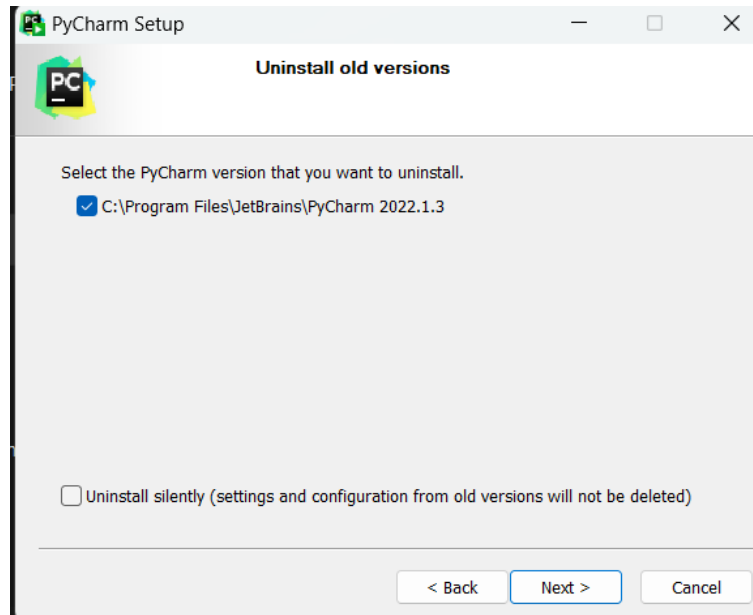 PyCharm Setup
Uninstall old versions
PC
Select the PyCharm version that you want to uninstall.
C:\Program Files\JetBrains\PyCharm 2022.1.3
Uninstall silently (settings and configuration from old versions will not be deleted)
< Back
Next >
Cancel